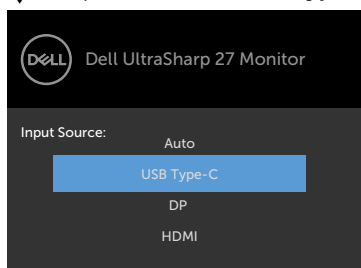 DELL
Dell UltraSharp 27 Monitor
Input Source:
Auto
USB Type-C
DP
HDMI